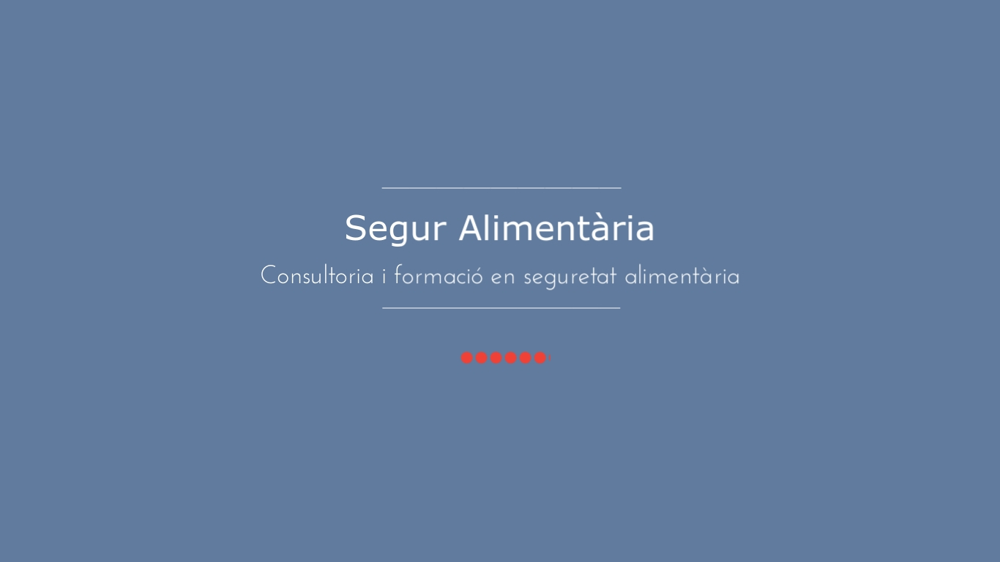 Segur Alimentària
Consultoria i formació en seguretat alimentària